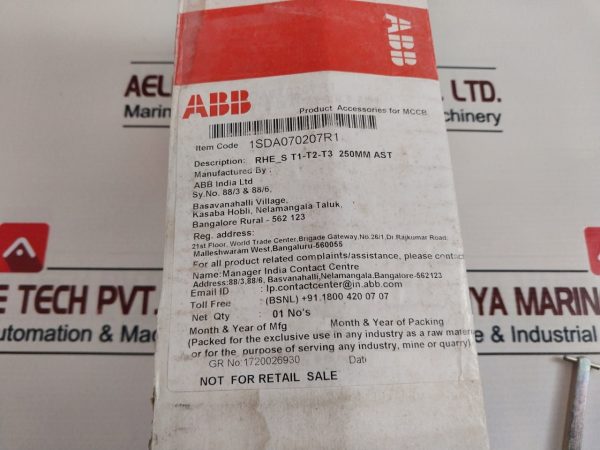 ABB
AEL
LTD.
Marin
achinery
ABB
Product Accessories for MCCB
Item Code 1SDA070207R1
Description: RHE_S T1-T2-T3 250MM AST
Manufactured By :
ABB India Ltd
Sy.No. 88/3 & 88/6,
Basavanahalli Village,
Kasaba Hobli, Nelamangala Taluk,
Bangalore Rural - 562 123
Reg. address:
21st Floor, World Trade Center,Brigade Gateway,No.26/1,Dr.Rajkumar Road,
Malleshwaram West,Bangaluru-560055
For all product related complaints/assistance, please contact
Name:Manager India Contact Centre
Address:88/3,88/6, Basvanahalli,Nelamangala,Bangalore-562123
Email ID : lp.contactcenter@in.abb.com
Toll Free : (BSNL) +91.1800 420 07 07
Net Qty : 01 No's
Month & Year of Mfg Month & Year of Packing
(Packed for the exclusive use in any industry as a raw mater
or for the purpose of serving any industry, mine or quarry)
GR No:1720026930 Dat
NOT FOR RETAIL SALE
E TECH PVT.
YA MARIN
utomation & Ma
e & Industrial